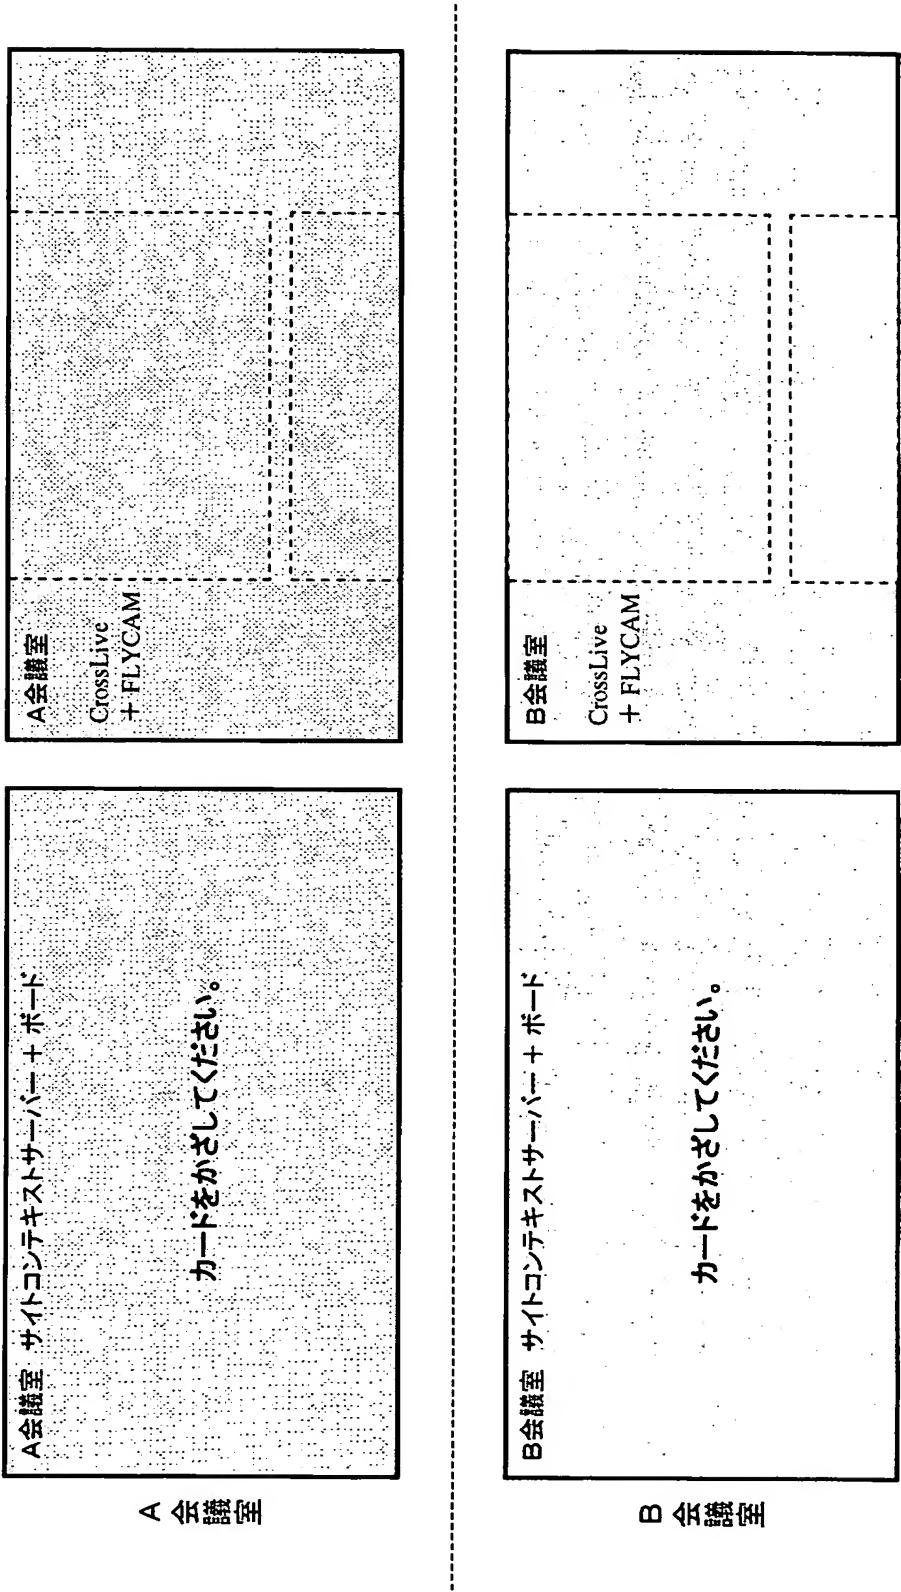 A会議室
A会議室 サイトコンテキストサーバー + ボード
カードをかざしてください。
A会議室
CrossLive
+ FLYCAM
B会議室
B会議室 サイトコンテキストサーバー + ボード
カードをかざしてください。
B会議室
CrossLive
+ FLYCAM